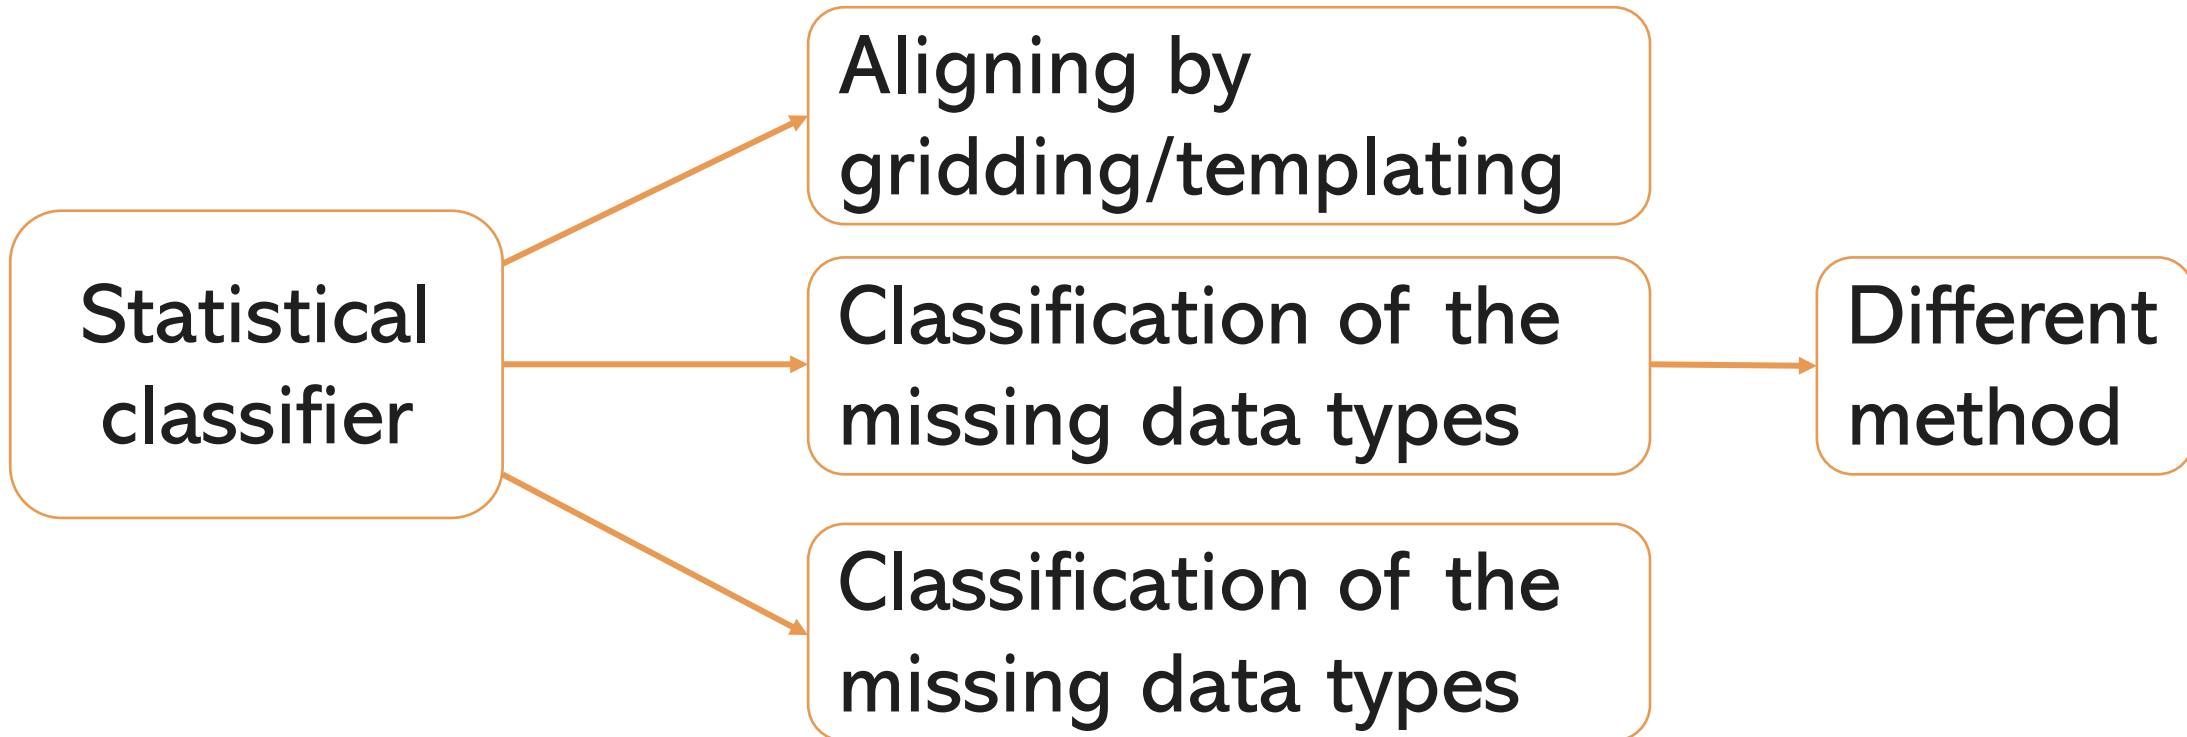 Aligning by
gridding/templating
Statistical
classifier
Classification of the
missing data types
Different
method
Classification of the
missing data types